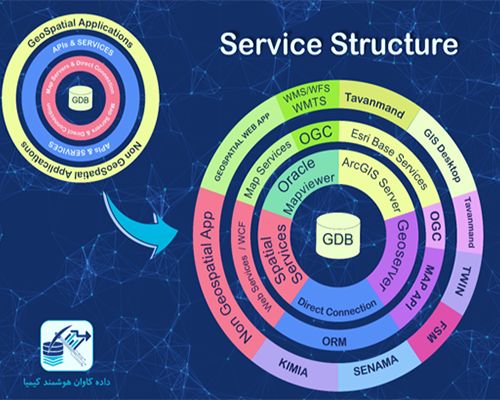 Service Structure
GeoSpatial Applications
APIs & SERVICES
Map Servers & Direct Connection
GDB
Map Servers & Direct Connection
APIs & SERVICES
Non GeoSpatial Applications
WMS/WFS
WMTS
Tavanmand
GIS Desktop
Tavanmand
TWIN
FSM
SENAMA
KIMIA
Non Geospatial App
GEOSPATIAL WEB APP
OGC
Esri Base Services
OGC
MAP API
ORM
Web Services / WCF
Map Services
Oracle
Mapviewer
ArcGIS Server
Geoserver
Direct Connection
Spatial
Services
GDB
داده کاوان هوشمند کیمیا